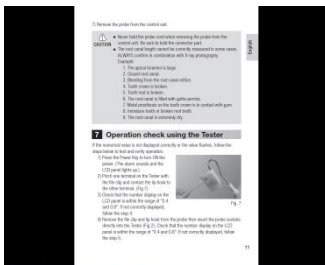 7) Remove the probe from the control unit.
CAUTION
● Never hold the probe cord when removing the probe from the
control unit. Be sure to hold the connector part.
● The root canal length cannot be correctly measured in some cases.
ALWAYS confirm in combination with X-ray photography.
Example:
1. The apical foramen is large.
2. Closed root canal.
3. Bleeding from the root canal orifice.
4. Tooth crown is broken.
5. Tooth root is broken.
6. The root canal is filled with gutta-percha.
7. Metal prosthesis on the tooth crown is in contact with gum.
8. Immature tooth or broken root tooth.
9. The root canal is extremely dry.
English
7 Operation check using the Tester
If the numerical value is not displayed correctly or the value flashes, follow the
steps below to test and verify operation.
1) Press the Power Key to turn ON the
power. (The alarm sounds and the
LCD panel lights up.)
2) Pinch one terminal on the Tester with
the file clip and contact the lip hook to
the other terminal. (Fig.7)
3) Check that the number display on the
LCD panel is within the range of "0.4
and 0.6". If not correctly displayed,
follow the step 4.
Fig. 7
4) Remove the file clip and lip hook from the probe then insert the probe sockets
directly into the Tester (Fig.2). Check that the number display on the LCD
panel is within the range of "0.4 and 0.6". If not correctly displayed, follow
the step 5.
11